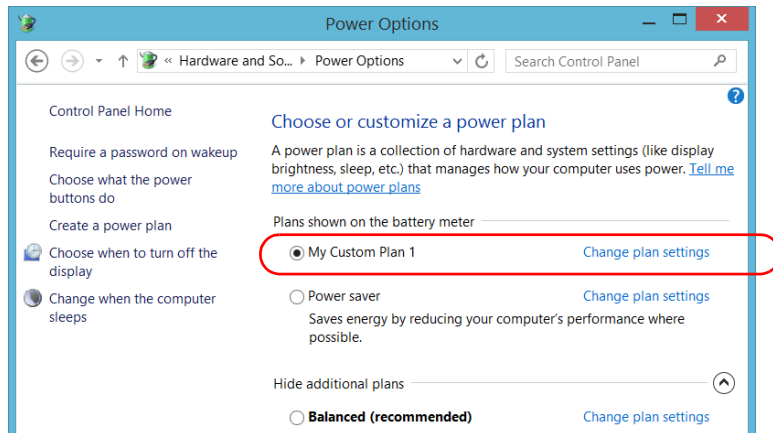 Power Options
« Hardware and So... Power Options
Search Control Panel
Control Panel Home
Require a password on wakeup
Choose what the power
buttons do
Create a power plan
Choose when to turn off the
display
Change when the computer
sleeps
?
Choose or customize a power plan
A power plan is a collection of hardware and system settings (like display
brightness, sleep, etc.) that manages how your computer uses power. Tell me
more about power plans
Plans shown on the battery meter
My Custom Plan 1 Change plan settings
Power saver Change plan settings
Saves energy by reducing your computer's performance where
possible.
Hide additional plans
Balanced (recommended) Change plan settings